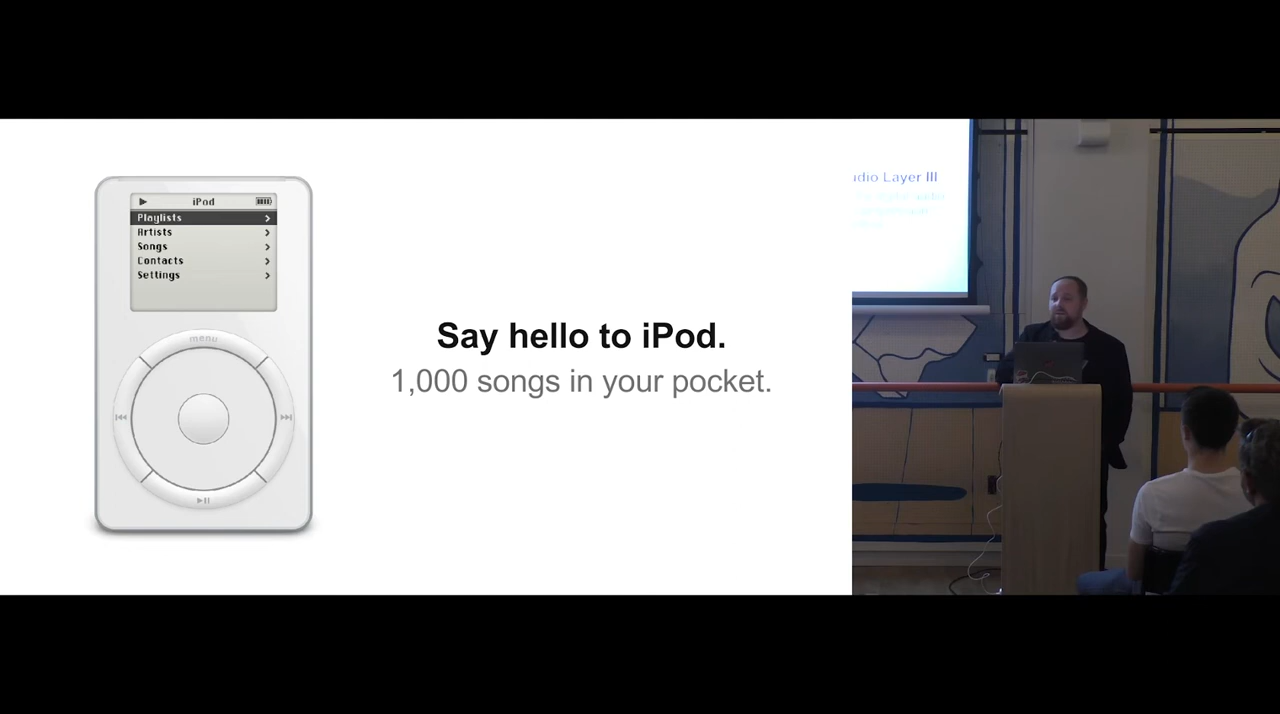 iPod
Playlists
Artists
Songs
Contacts
Settings
menu
Say hello to iPod.
1,000 songs in your pocket.
Layer III